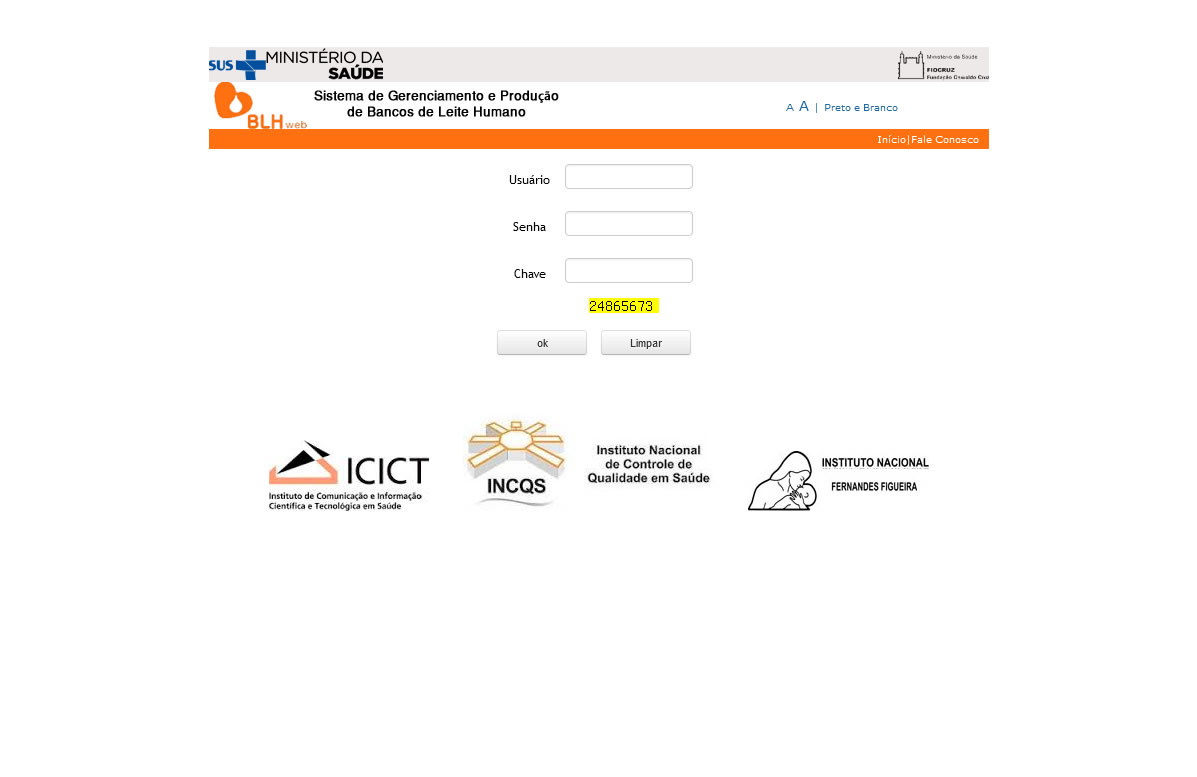 SUS MINISTÉRIO DA
SAÚDE
Ministério da Saúde
FIOCRUZ
Fundação Oswaldo Cruz
BLH web
Sistema de Gerenciamento e Produção
de Bancos de Leite Humano
A A | Preto e Branco
Início|Fale Conosco
Usuário
Senha
Chave
24865673
ok Limpar
ICICT
Instituto de Comunicação e Informação
Científica e Tecnológica em Saúde
INCQS
Instituto Nacional
de Controle de
Qualidade em Saúde
INSTITUTO NACIONAL
FERNANDES FIGUEIRA